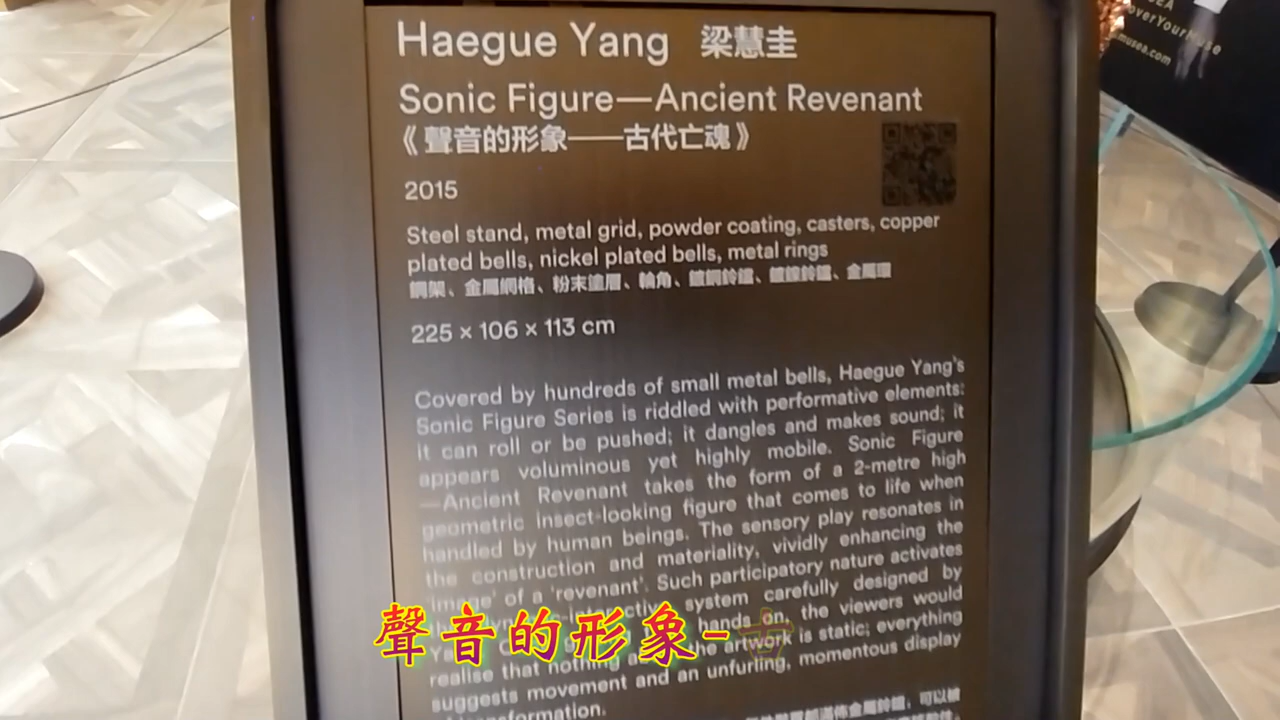 Haegue Yang 梁慧圭
Sonic Figure—Ancient Revenant
《聲音的形象——古代亡魂》
2015
Steel stand, metal grid, powder coating, casters, copper
plated bells, nickel plated bells, metal rings
鋼架、金屬網格、粉末塗層、輪角、鍍銅鈴鐺、鍍鎳鈴鐺、金屬環
225 × 106 × 113 cm
Covered by hundreds of small metal bells, Haegue Yang's
Sonic Figure Series is riddled with performative elements:
it can roll or be pushed; it dangles and makes sound; it
appears voluminous yet highly mobile. Sonic Figure
—Ancient Revenant takes the form of a 2-metre high
geometric insect-looking figure that comes to life when
handled by human beings. The sensory play resonates in
the construction and materiality, vividly enhancing the
'image' of a 'revenant'. Such participatory nature activates
system carefully designed by
hands on, the viewers would
realise that nothing the artwork is static; everything
suggests movement and an unfurling, momentous display
聲音的形象-古
可以被
overYourMuse
musea.com